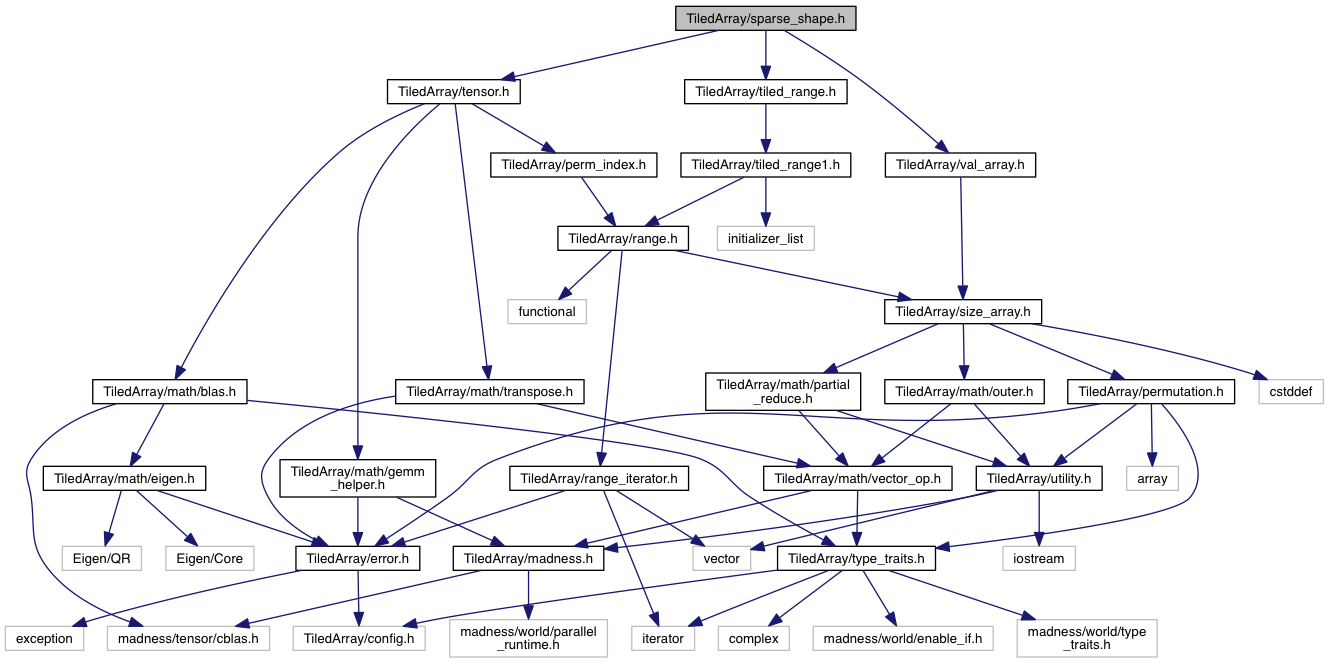 TiledArray/sparse_shape.h
TiledArray/tensor.h
TiledArray/tiled_range.h
TiledArray/perm_index.h
TiledArray/tiled_range1.h
TiledArray/val_array.h
TiledArray/range.h
initializer_list
functional
TiledArray/size_array.h
TiledArray/math/blas.h
TiledArray/math/transpose.h
TiledArray/math/partial
_reduce.h
TiledArray/math/outer.h
TiledArray/permutation.h
cstddef
TiledArray/math/eigen.h
TiledArray/math/gemm
_helper.h
TiledArray/range_iterator.h
TiledArray/math/vector_op.h
TiledArray/utility.h
array
Eigen/QR
Eigen/Core
TiledArray/error.h
TiledArray/madness.h
vector
TiledArray/type_traits.h
iostream
exception
madness/tensor/cblas.h
TiledArray/config.h
madness/world/parallel
_runtime.h
iterator
complex
madness/world/enable_if.h
madness/world/type
_traits.h